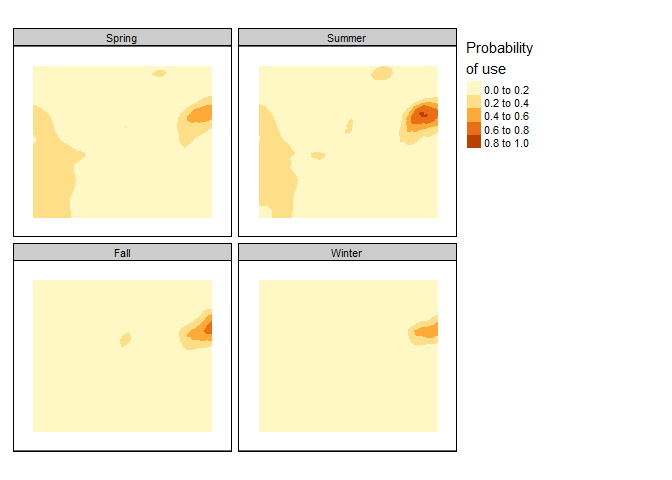 Spring
Summer
Probability
of use
0.0 to 0.2
0.2 to 0.4
0.4 to 0.6
0.6 to 0.8
0.8 to 1.0
Fall
Winter